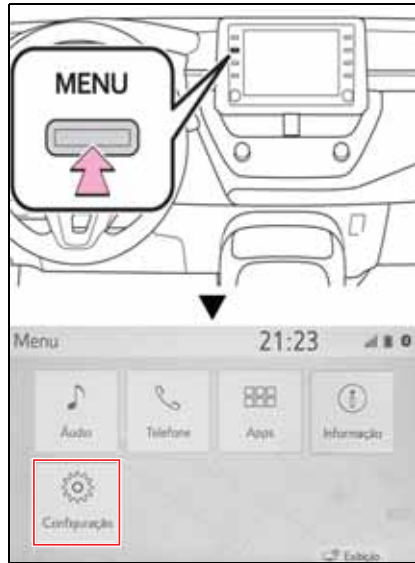 MENU
Menu 21:23
Áudio Telefone Apps Informação
Configuração
Exibição